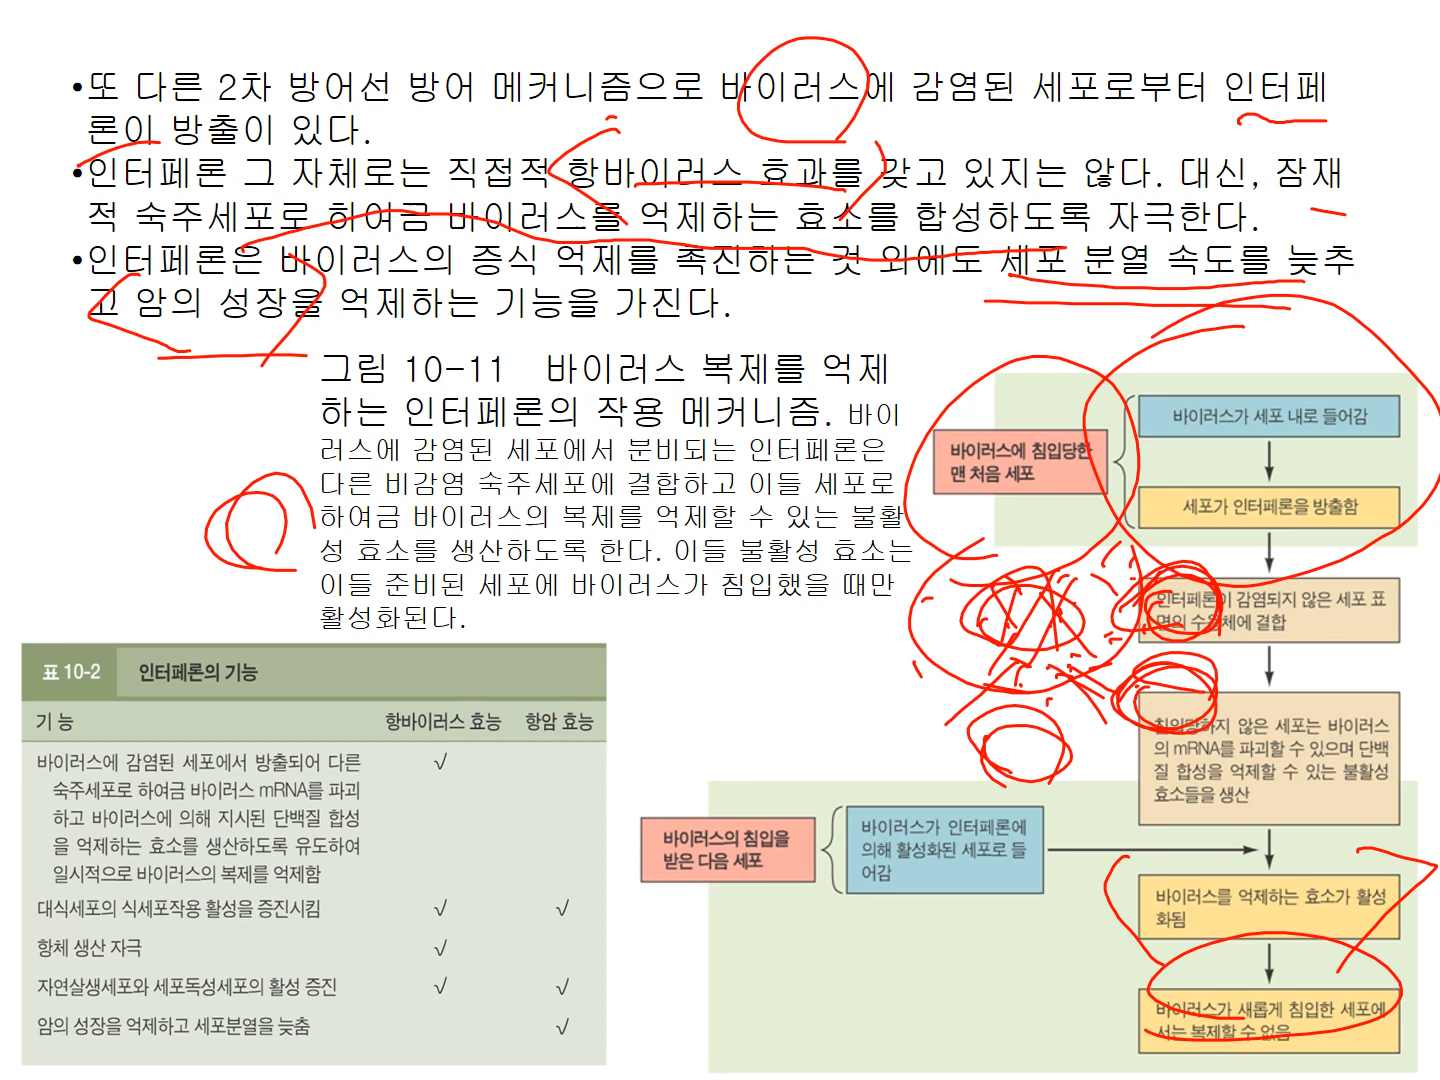 •또 다른 2차 방어선 방어 메커니즘으로 바이러스에 감염된 세포로부터 인터페
론이 방출이 있다.
•인터페론 그 자체로는 직접적 항바이러스 효과를 갖고 있지는 않다. 대신, 잠재
적 숙주세포로 하여금 바이러스를 억제하는 효소를 합성하도록 자극한다.
•인터페론은 바이러스의 증식 억제를 촉진하는 것 외에도 세포 분열 속도를 늦추
고 암의 성장을 억제하는 기능을 가진다.
그림 10-11 바이러스 복제를 억제
하는 인터페론의 작용 메커니즘. 바이
러스에 감염된 세포에서 분비되는 인터페론은
다른 비감염 숙주세포에 결합하고 이들 세포로
하여금 바이러스의 복제를 억제할 수 있는 불활
성 효소를 생산하도록 한다. 이들 불활성 효소는
이들 준비된 세포에 바이러스가 침입했을 때만
활성화된다.
표 10-2 인터페론의 기능
기 능 항바이러스 효능 항암 효능
바이러스에 감염된 세포에서 방출되어 다른 √
숙주세포로 하여금 바이러스 mRNA를 파괴
하고 바이러스에 의해 지시된 단백질 합성
을 억제하는 효소를 생산하도록 유도하여
일시적으로 바이러스의 복제를 억제함
대식세포의 식세포작용 활성을 증진시킴 √ √
항체 생산 자극 √
자연살생세포와 세포독성세포의 활성 증진 √ √
암의 성장을 억제하고 세포분열을 늦춤 √
바이러스에 침입당한
맨 처음 세포
바이러스가 세포 내로 들어감
세포가 인터페론을 방출함
인터페론이 감염되지 않은 세포 표
면의 수용체에 결합
침입당하지 않은 세포는 바이러스
의 mRNA를 파괴할 수 있으며 단백
질 합성을 억제할 수 있는 불활성
효소들을 생산
바이러스의 침입을
받은 다음 세포
바이러스가 인터페론에
의해 활성화된 세포로 들
어감
바이러스를 억제하는 효소가 활성
화됨
바이러스가 새롭게 침입한 세포에
서는 복제할 수 없음